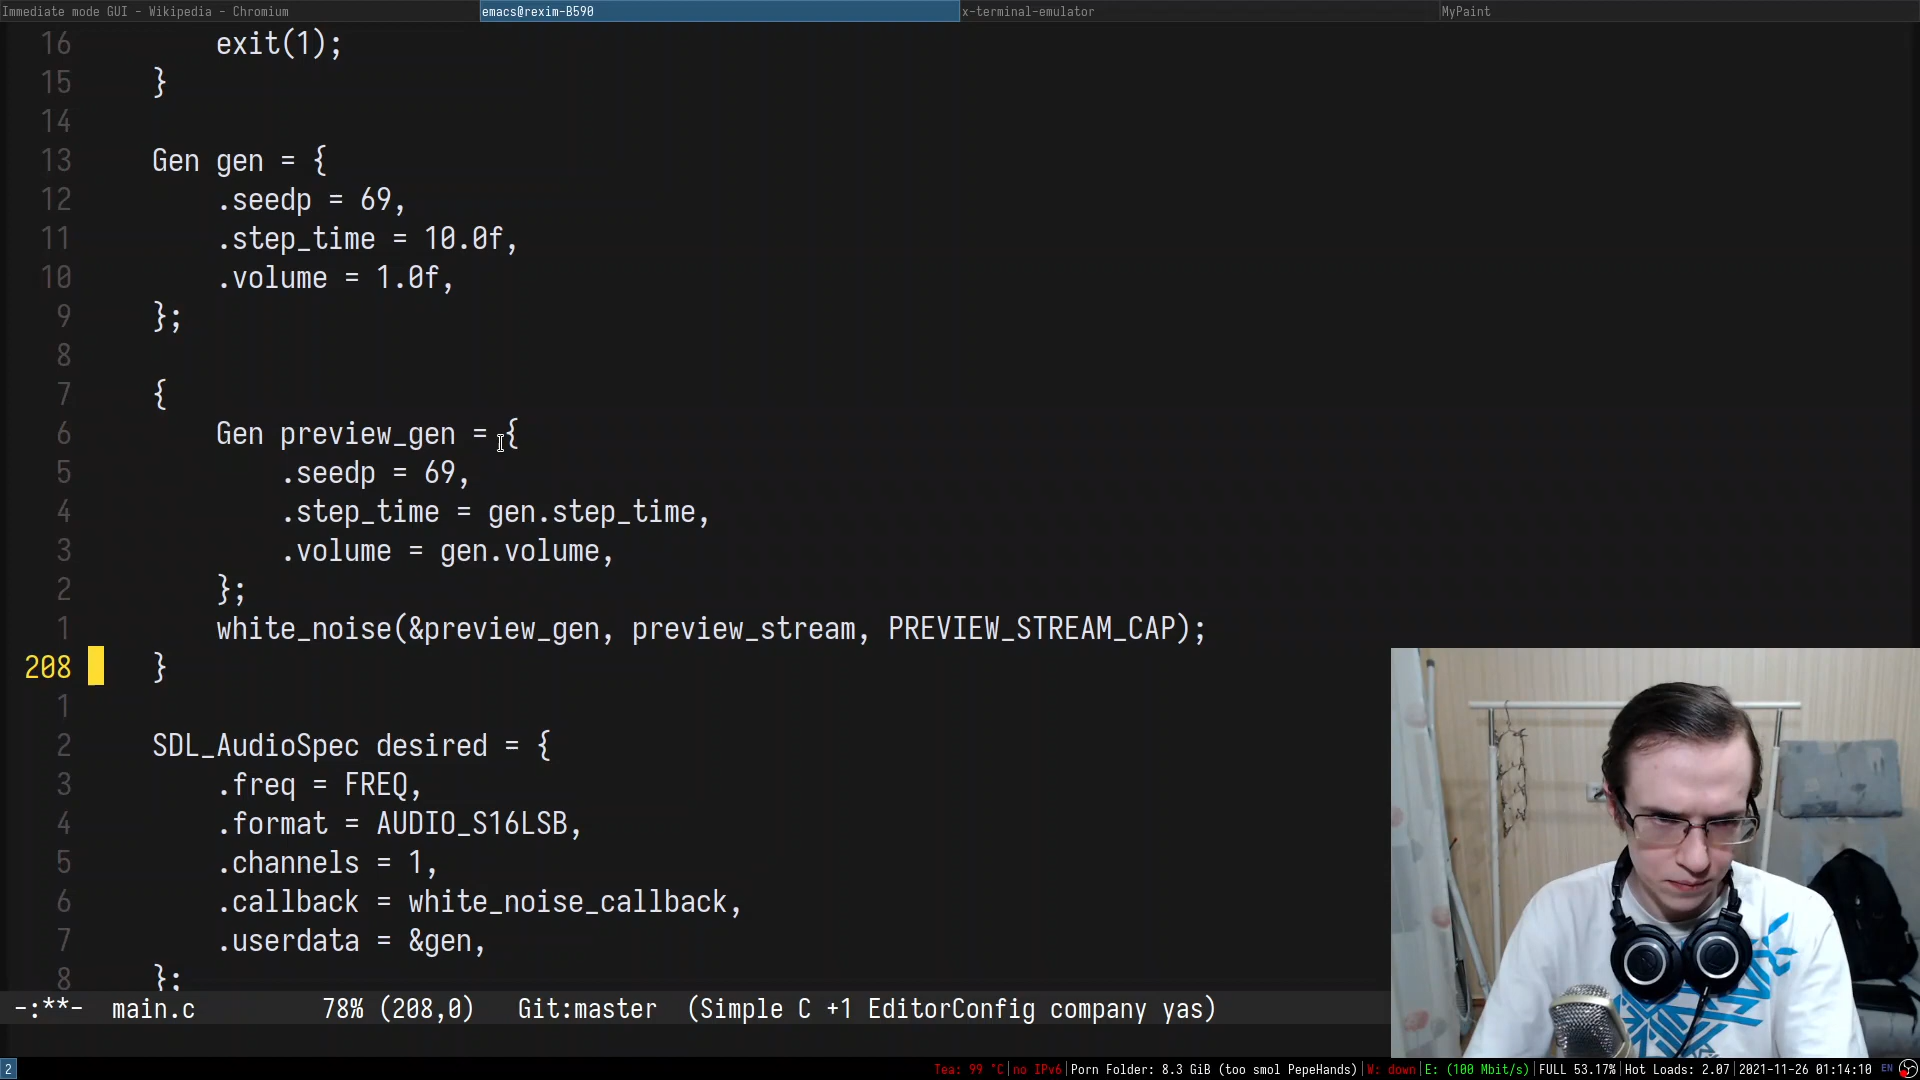 Immediate mode GUI - Wikipedia - Chromium
emacs@rexim-B590
x-terminal-emulator
MyPaint
16 exit(1);
15 }
14
13 Gen gen = {
12 .seedp = 69,
11 .step_time = 10.0f,
10 .volume = 1.0f,
9 };
8
7 {
6 Gen preview_gen = {
5 .seedp = 69,
4 .step_time = gen.step_time,
3 .volume = gen.volume,
2 };
1 white_noise(&preview_gen, preview_stream, PREVIEW_STREAM_CAP);
208 }
1
2 SDL_AudioSpec desired = {
3 .freq = FREQ,
4 .format = AUDIO_S16LSB,
5 .channels = 1,
6 .callback = white_noise_callback,
7 .userdata = &gen,
8 };
-:**- main.c 78% (208,0) Git:master (Simple C +1 EditorConfig company yas)
2 Tea: 99 °C|no IPv6|Porn Folder: 8.3 GiB (too smol PepeHands)|W: down|E: (100 Mbit/s)|FULL 53.17%|Hot Loads: 2.07|2021-11-26 01:14:10 EN